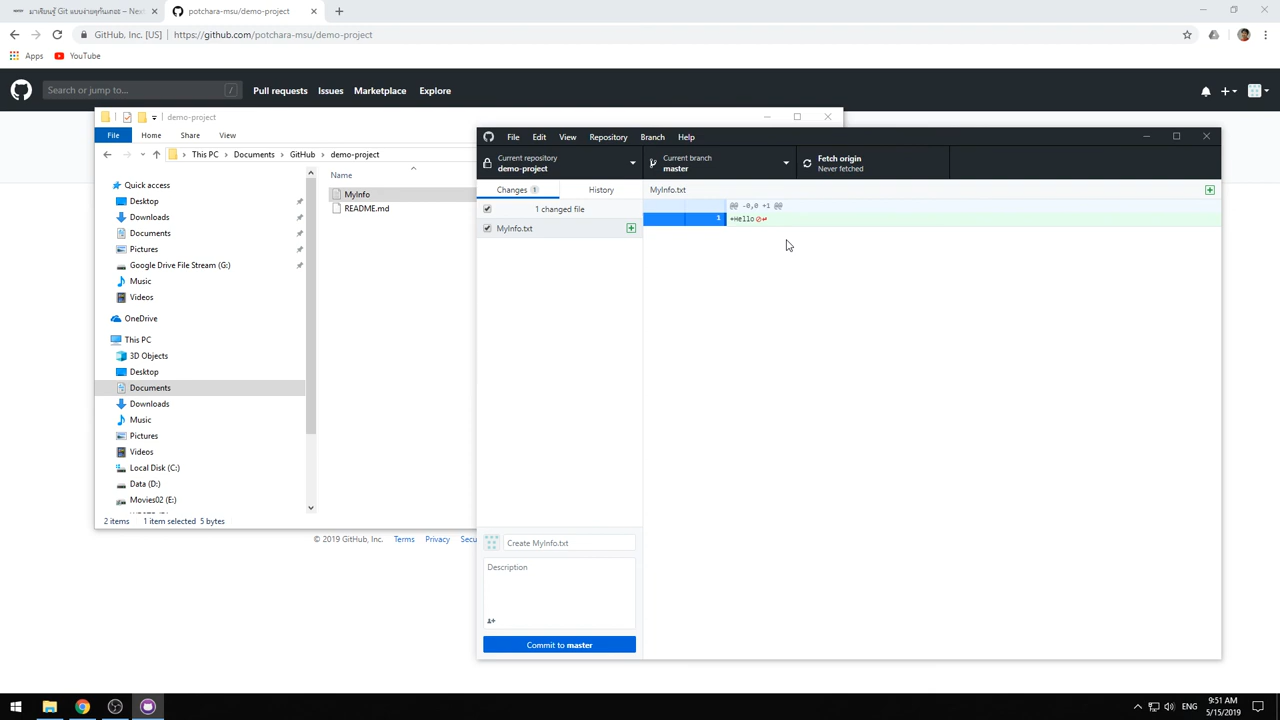 มาเรียนรู้ Git แบบง่ายๆกันเถอะ – Nex
potchara-msu/demo-project
GitHub, Inc. [US]
https://github.com/potchara-msu/demo-project
Apps
YouTube
Search or jump to...
/
Pull requests
Issues
Marketplace
Explore
demo-project
File
Home
Share
View
This PC
Documents
GitHub
demo-project
Quick access
Desktop
Downloads
Documents
Pictures
Google Drive File Stream (G:)
Music
Videos
OneDrive
This PC
3D Objects
Desktop
Documents
Downloads
Music
Pictures
Videos
Local Disk (C:)
Data (D:)
Movies02 (E:)
Name
MyInfo
README.md
2 items
1 item selected 5 bytes
File
Edit
View
Repository
Branch
Help
Current repository
demo-project
Current branch
master
Fetch origin
Never fetched
Changes 1
History
1 changed file
MyInfo.txt
MyInfo.txt
@@ -0,0 +1 @@
1 +Hello
Create MyInfo.txt
Description
Commit to master
© 2019 GitHub, Inc.
Terms
Privacy
Secu
ENG
9:51 AM
5/15/2019